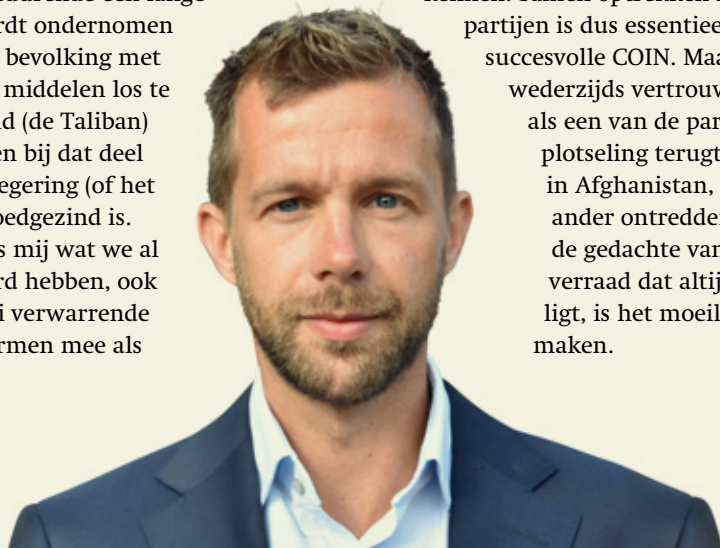 rdt ondernomen
bevolking met
middelen los te
d (de Taliban)
en bij dat deel
egering (of het
oedgezind is.
s mij wat we al
rd hebben, ook
i verwarrende
rmen mee als
partijen is dus essentiee
succesvolle COIN. Maa
wederzijds vertrouw
als een van de par
plotseling terugt
in Afghanistan,
ander ontredder
de gedachte van
verraad dat altij
ligt, is het moeil
maken.